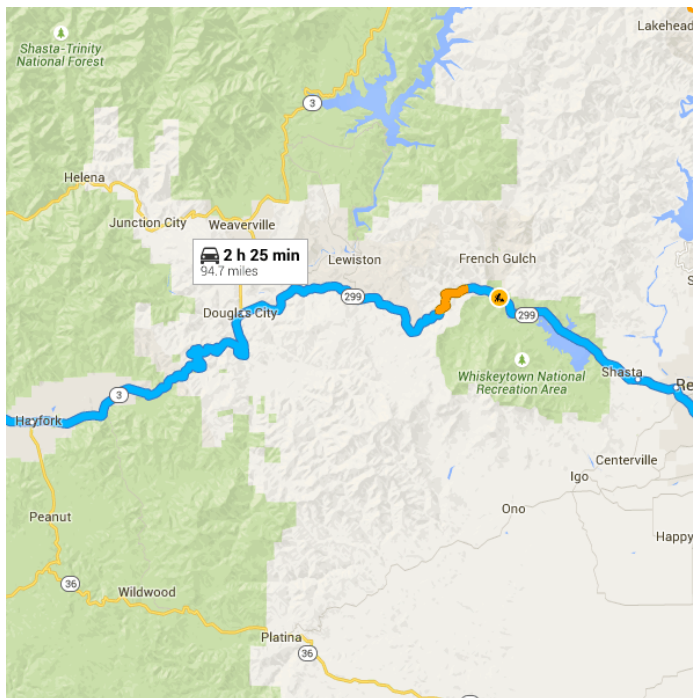 Lakehead
Shasta-Trinity
National Forest
3
Helena
Junction City
Weaverville
2 h 25 min
94.7 miles
Lewiston
French Gulch
299
Douglas City
299
Whiskeytown National
Recreation Area
Shasta
Re
S
3
Hayfork
Centerville
Igo
Ono
Peanut
Happy
36
Wildwood
Platina
36